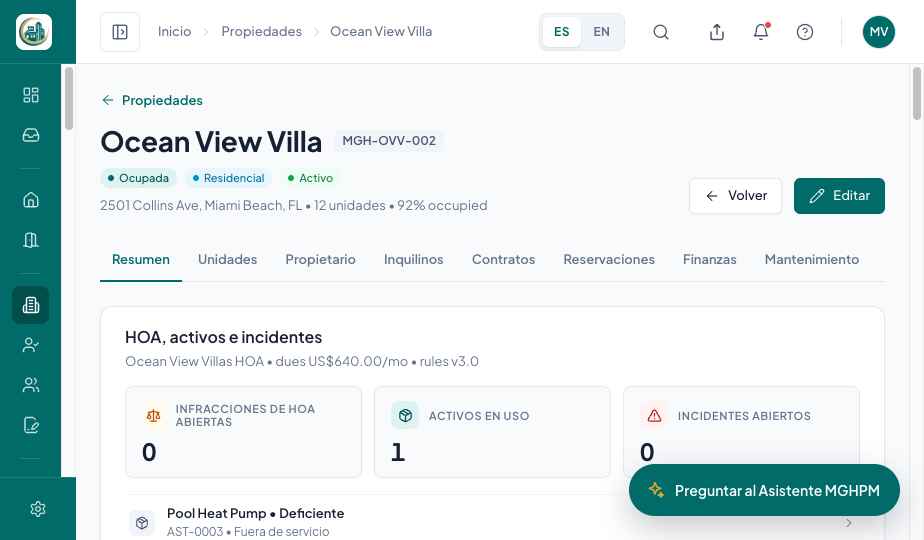 Inicio
Propiedades
Ocean View Villa
ES
EN
MV
Propiedades
Ocean View Villa
MGH-OVV-002
Ocupada
Residencial
Activo
2501 Collins Ave, Miami Beach, FL • 12 unidades • 92% occupied
Volver
Editar
Resumen
Unidades
Propietario
Inquilinos
Contratos
Reservaciones
Finanzas
Mantenimiento
HOA, activos e incidentes
Ocean View Villas HOA • dues US$640.00/mo • rules v3.0
INFRACCIONES DE HOA
ABIERTAS
0
ACTIVOS EN USO
1
INCIDENTES ABIERTOS
0
Preguntar al Asistente MGHPM
Pool Heat Pump • Deficiente
AST-0003 • Fuera de servicio